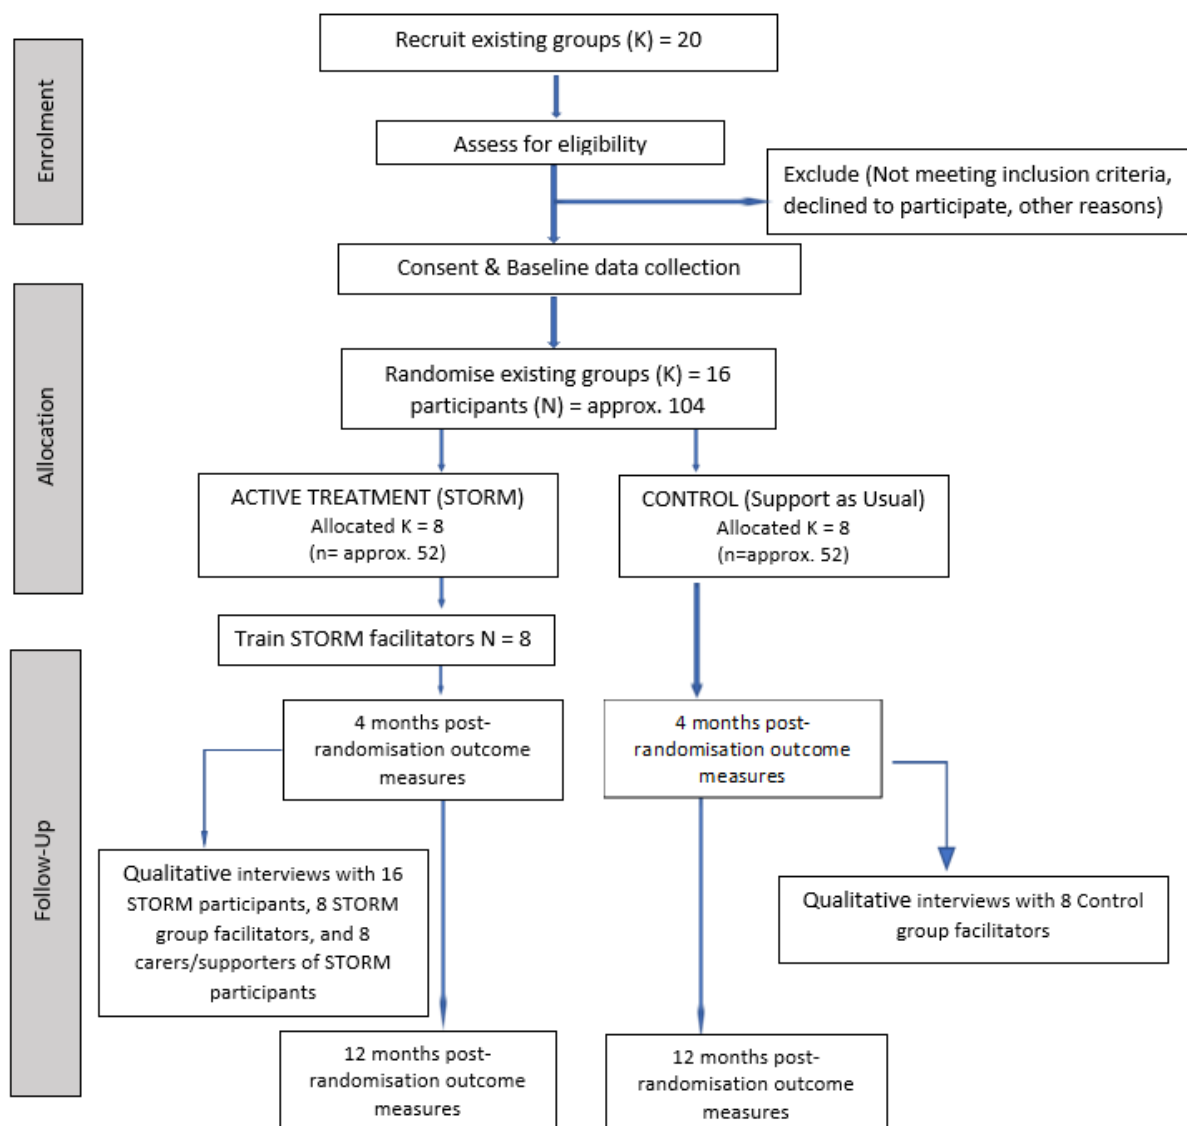 Enrolment
Recruit existing groups (K) = 20
Assess for eligibility
Exclude (Not meeting inclusion criteria,
declined to participate, other reasons)
Consent & Baseline data collection
Allocation
Randomise existing groups (K) = 16
participants (N) = approx. 104
ACTIVE TREATMENT (STORM)
Allocated K = 8
(n= approx. 52)
CONTROL (Support as Usual)
Allocated K = 8
(n=approx. 52)
Train STORM facilitators N = 8
Follow-Up
4 months post-
randomisation outcome
measures
4 months post-
randomisation outcome
measures
Qualitative interviews with 16
STORM participants, 8 STORM
group facilitators, and 8
carers/supporters of STORM
participants
Qualitative interviews with 8 Control
group facilitators
12 months post-
randomisation outcome
measures
12 months post-
randomisation outcome
measures